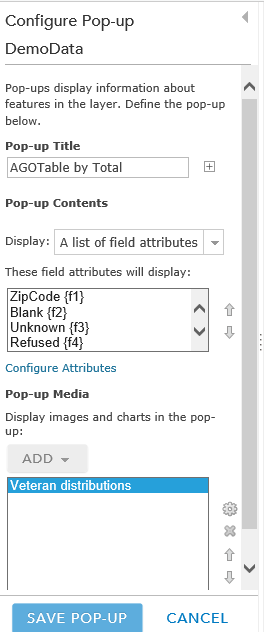 Configure Pop-up
DemoData
Pop-ups display information about
features in the layer. Define the pop-up
below.
Pop-up Title
AGOTable by Total
Pop-up Contents
Display: A list of field attributes
These field attributes will display:
ZipCode {f1}
Blank {f2}
Unknown {f3}
Refused {f4}
Configure Attributes
Pop-up Media
Display images and charts in the pop-
up:
ADD
Veteran distributions
SAVE POP-UP CANCEL